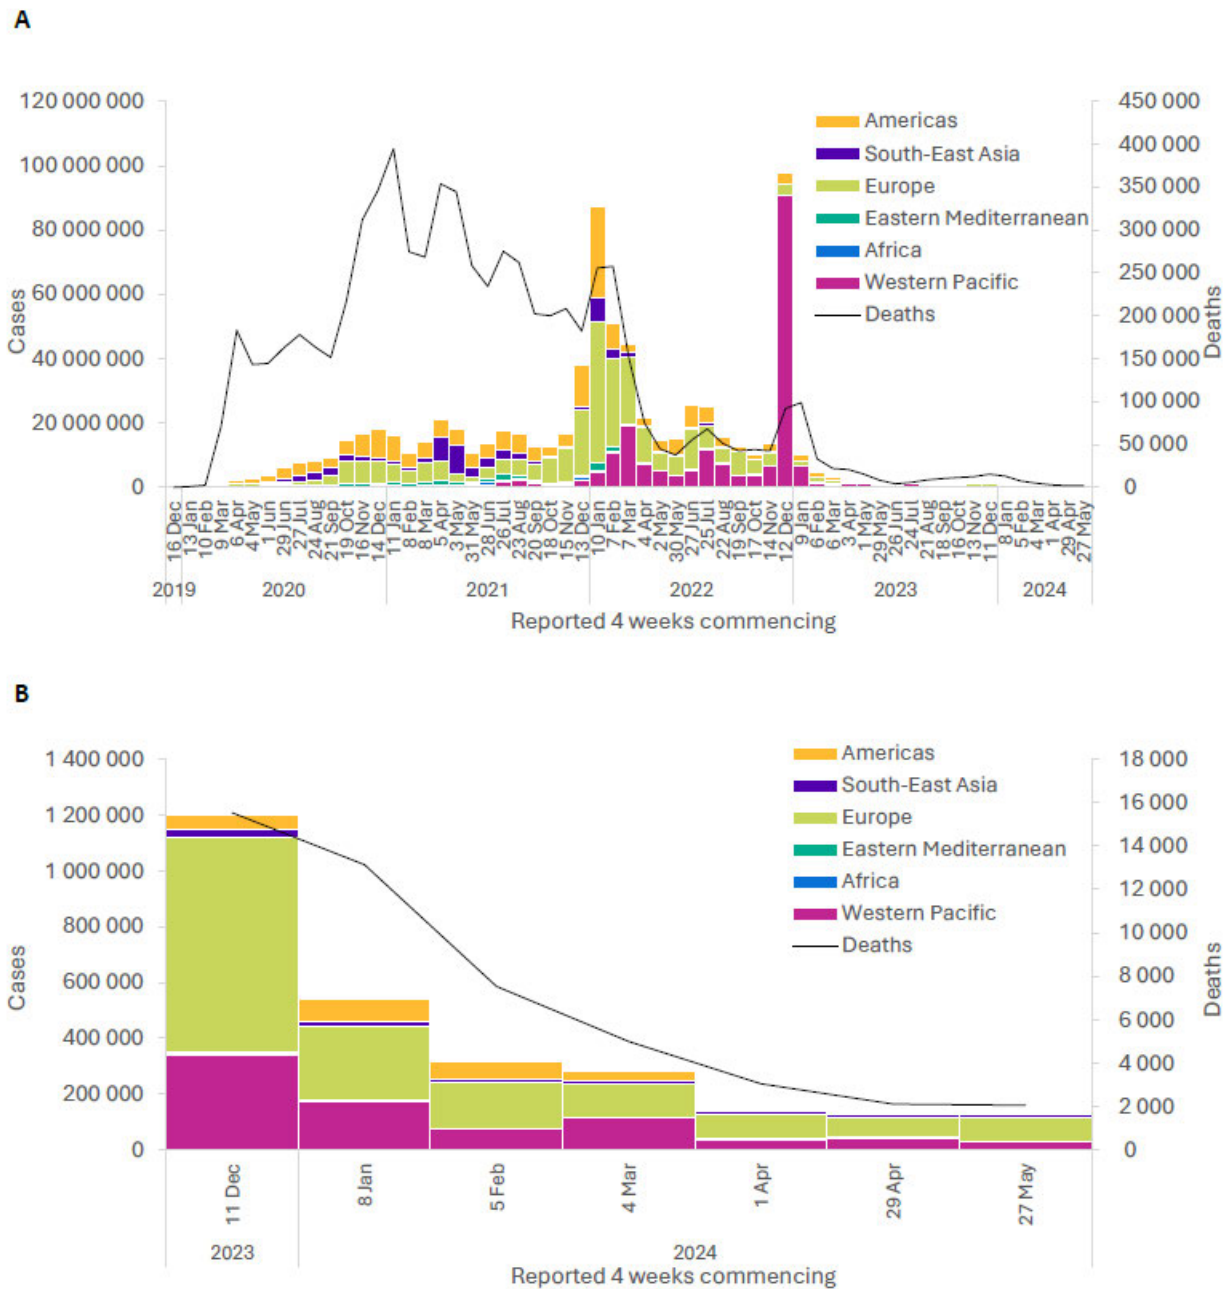 A
120 000 000
100 000 000
80 000 000
60 000 000
40 000 000
20 000 000
0
Cases
450 000
400 000
350 000
300 000
250 000
200 000
150 000
100 000
50 000
0
Deaths
Americas
South-East Asia
Europe
Eastern Mediterranean
Africa
Western Pacific
Deaths
16 Dec
13 Jan
10 Feb
9 Mar
6 Apr
4 May
1 Jun
29 Jun
27 Jul
24 Aug
21 Sep
19 Oct
16 Nov
14 Dec
11 Jan
8 Feb
8 Mar
5 Apr
3 May
31 May
28 Jun
26 Jul
23 Aug
20 Sep
18 Oct
15 Nov
13 Dec
10 Jan
7 Feb
7 Mar
4 Apr
2 May
30 May
27 Jun
25 Jul
22 Aug
19 Sep
17 Oct
14 Nov
12 Dec
9 Jan
6 Feb
6 Mar
3 Apr
1 May
29 May
26 Jun
24 Jul
21 Aug
18 Sep
16 Oct
13 Nov
11 Dec
8 Jan
5 Feb
4 Mar
1 Apr
29 Apr
27 May
2019 2020 2021 2022 2023 2024
Reported 4 weeks commencing
B
1 400 000
1 200 000
1 000 000
800 000
600 000
400 000
200 000
0
Cases
18 000
16 000
14 000
12 000
10 000
8 000
6 000
4 000
2 000
0
Deaths
Americas
South-East Asia
Europe
Eastern Mediterranean
Africa
Western Pacific
Deaths
11 Dec
8 Jan
5 Feb
4 Mar
1 Apr
29 Apr
27 May
2023 2024
Reported 4 weeks commencing